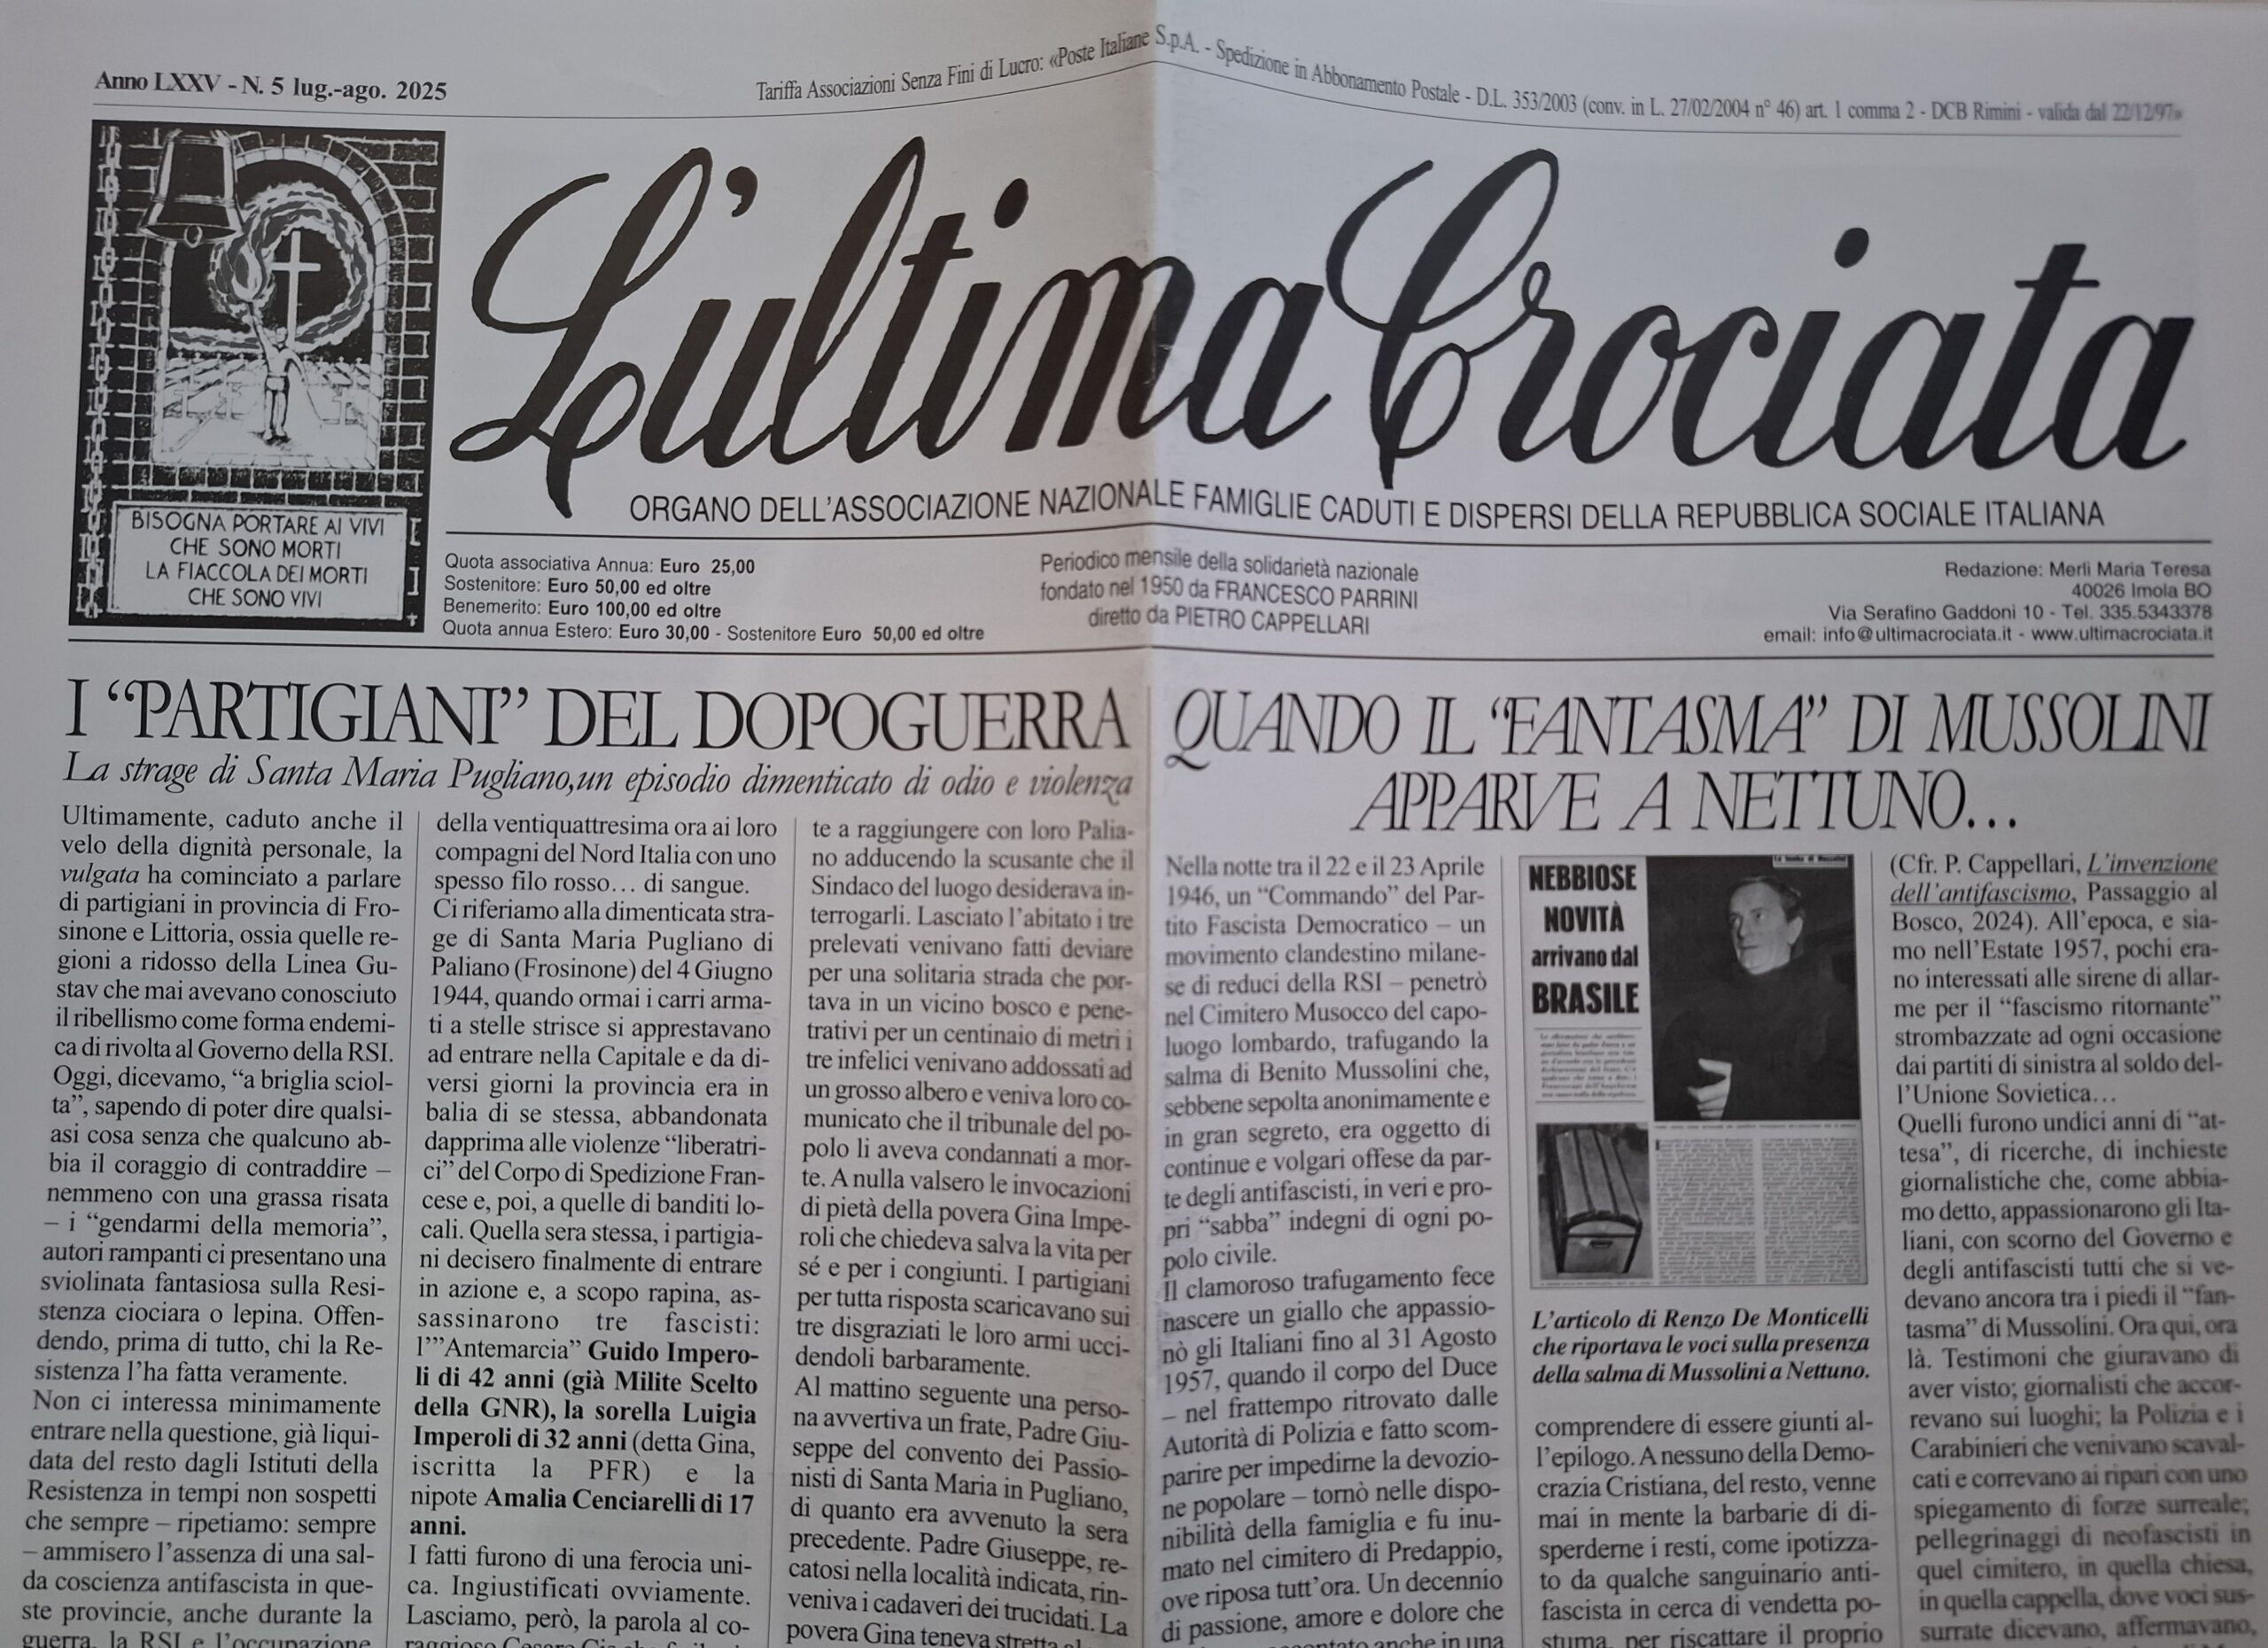 Anno LXXV - N. 5 lug.-ago. 2025
Tariffa Associazioni Senza Fini di Lucro: «Poste Italiane S.p.A. - Spedizione in Abbonamento Postale - D.L. 353/2003 (conv. in L. 27/02/2004 n° 46) art. 1 comma 2 - DCB Rimini - valida dal 22/12/97»
BISOGNA PORTARE AI VIVI
CHE SONO MORTI
LA FIACCOLA DEI MORTI
CHE SONO VIVI
L'ultima Crociata
ORGANO DELL'ASSOCIAZIONE NAZIONALE FAMIGLIE CADUTI E DISPERSI DELLA REPUBBLICA SOCIALE ITALIANA
Quota associativa Annua: Euro 25,00
Sostenitore: Euro 50,00 ed oltre
Benemerito: Euro 100,00 ed oltre
Quota annua Estero: Euro 30,00 - Sostenitore Euro 50,00 ed oltre
Periodico mensile della solidarietà nazionale
fondato nel 1950 da FRANCESCO PARRINI
diretto da PIETRO CAPPELLARI
Redazione: Merli Maria Teresa
40026 Imola BO
Via Serafino Gaddoni 10 - Tel. 335.5343378
email: info@ultimacrociata.it - www.ultimacrociata.it
I “PARTIGIANI” DEL DOPOGUERRA
La strage di Santa Maria Pugliano,un episodio dimenticato di odio e violenza
Ultimamente, caduto anche il
velo della dignità personale, la
vulgata ha cominciato a parlare
di partigiani in provincia di Fro-
sinone e Littoria, ossia quelle re-
gioni a ridosso della Linea Gu-
stav che mai avevano conosciuto
il ribellismo come forma endemi-
ca di rivolta al Governo della RSI.
Oggi, dicevamo, “a briglia sciol-
ta”, sapendo di poter dire qualsi-
asi cosa senza che qualcuno ab-
bia il coraggio di contraddire –
nemmeno con una grassa risata
– i “gendarmi della memoria”,
autori rampanti ci presentano una
sviolinata fantasiosa sulla Resi-
stenza ciociara o lepina. Offen-
dendo, prima di tutto, chi la Re-
sistenza l'ha fatta veramente.
Non ci interessa minimamente
entrare nella questione, già liqui-
data del resto dagli Istituti della
Resistenza in tempi non sospetti
che sempre – ripetiamo: sempre
– ammisero l'assenza di una sal-
da coscienza antifascista in que-
ste provincie, anche durante la
guerra, la RSI e l'occupazione
della ventiquattresima ora ai loro
compagni del Nord Italia con uno
spesso filo rosso… di sangue.
Ci riferiamo alla dimenticata stra-
ge di Santa Maria Pugliano di
Paliano (Frosinone) del 4 Giugno
1944, quando ormai i carri arma-
ti a stelle strisce si apprestavano
ad entrare nella Capitale e da di-
versi giorni la provincia era in
balia di se stessa, abbandonata
dapprima alle violenze “liberatri-
ci” del Corpo di Spedizione Fran-
cese e, poi, a quelle di banditi lo-
cali. Quella sera stessa, i partigia-
ni decisero finalmente di entrare
in azione e, a scopo rapina, as-
sassinarono tre fascisti:
l'”Antemarcia” Guido Impero-
li di 42 anni (già Milite Scelto
della GNR), la sorella Luigia
Imperoli di 32 anni (detta Gina,
iscritta la PFR) e la
nipote Amalia Cenciarelli di 17
anni.
I fatti furono di una ferocia uni-
ca. Ingiustificati ovviamente.
Lasciamo, però, la parola al co-
te a raggiungere con loro Palia-
no adducendo la scusante che il
Sindaco del luogo desiderava in-
terrogarli. Lasciato l'abitato i tre
prelevati venivano fatti deviare
per una solitaria strada che por-
tava in un vicino bosco e pene-
trativi per un centinaio di metri i
tre infelici venivano addossati ad
un grosso albero e veniva loro co-
municato che il tribunale del po-
polo li aveva condannati a mor-
te. A nulla valsero le invocazioni
di pietà della povera Gina Impe-
roli che chiedeva salva la vita per
sé e per i congiunti. I partigiani
per tutta risposta scaricavano sui
tre disgraziati le loro armi ucci-
dendoli barbaramente.
Al mattino seguente una perso-
na avvertiva un frate, Padre Giu-
seppe del convento dei Passio-
nisti di Santa Maria in Pugliano,
di quanto era avvenuto la sera
precedente. Padre Giuseppe, re-
catosi nella località indicata, rin-
veniva i cadaveri dei trucidati. La
povera Gina teneva stretta
QUANDO IL “FANTASMA” DI MUSSOLINI
APPARVE A NETTUNO…
Nella notte tra il 22 e il 23 Aprile
1946, un “Commando” del Par-
tito Fascista Democratico – un
movimento clandestino milane-
se di reduci della RSI – penetrò
nel Cimitero Musocco del capo-
luogo lombardo, trafugando la
salma di Benito Mussolini che,
sebbene sepolta anonimamente e
in gran segreto, era oggetto di
continue e volgari offese da par-
te degli antifascisti, in veri e pro-
pri “sabba” indegni di ogni po-
polo civile.
Il clamoroso trafugamento fece
nascere un giallo che appassio-
nò gli Italiani fino al 31 Agosto
1957, quando il corpo del Duce
– nel frattempo ritrovato dalle
Autorità di Polizia e fatto scom-
parire per impedirne la devozio-
ne popolare – tornò nelle dispo-
nibilità della famiglia e fu inu-
mato nel cimitero di Predappio,
ove riposa tutt'ora. Un decennio
di passione, amore e dolore che
anche in una
NEBBIOSE
NOVITÀ
arrivano dal
BRASILE
L'articolo di Renzo De Monticelli
che riportava le voci sulla presenza
della salma di Mussolini a Nettuno.
comprendere di essere giunti al-
l'epilogo. A nessuno della Demo-
crazia Cristiana, del resto, venne
mai in mente la barbarie di di-
sperderne i resti, come ipotizza-
to da qualche sanguinario anti-
fascista in cerca di vendetta po-
stuma, per riscattare il proprio
(Cfr. P. Cappellari, L'invenzione
dell'antifascismo, Passaggio al
Bosco, 2024). All'epoca, e sia-
mo nell'Estate 1957, pochi era-
no interessati alle sirene di allar-
me per il “fascismo ritornante”
strombazzate ad ogni occasione
dai partiti di sinistra al soldo del-
l'Unione Sovietica…
Quelli furono undici anni di “at-
tesa”, di ricerche, di inchieste
giornalistiche che, come abbia-
mo detto, appassionarono gli Ita-
liani, con scorno del Governo e
degli antifascisti tutti che si ve-
devano ancora tra i piedi il “fan-
tasma” di Mussolini. Ora qui, ora
là. Testimoni che giuravano di
aver visto; giornalisti che accor-
revano sui luoghi; la Polizia e i
Carabinieri che venivano scaval-
cati e correvano ai ripari con uno
spiegamento di forze surreale;
pellegrinaggi di neofascisti in
quel cimitero, in quella chiesa,
in quella cappella, dove voci sus-
surrate dicevano, affermavano,